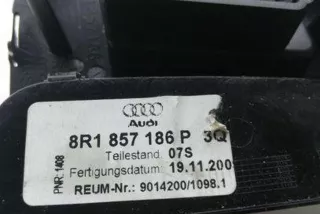 Audi
8R1 857 186 P 3Q
Teilestand: 07S
Fertigungsdatum: 19.11.200
REUM-Nr.: 9014200/1098.1
PNR: 1408